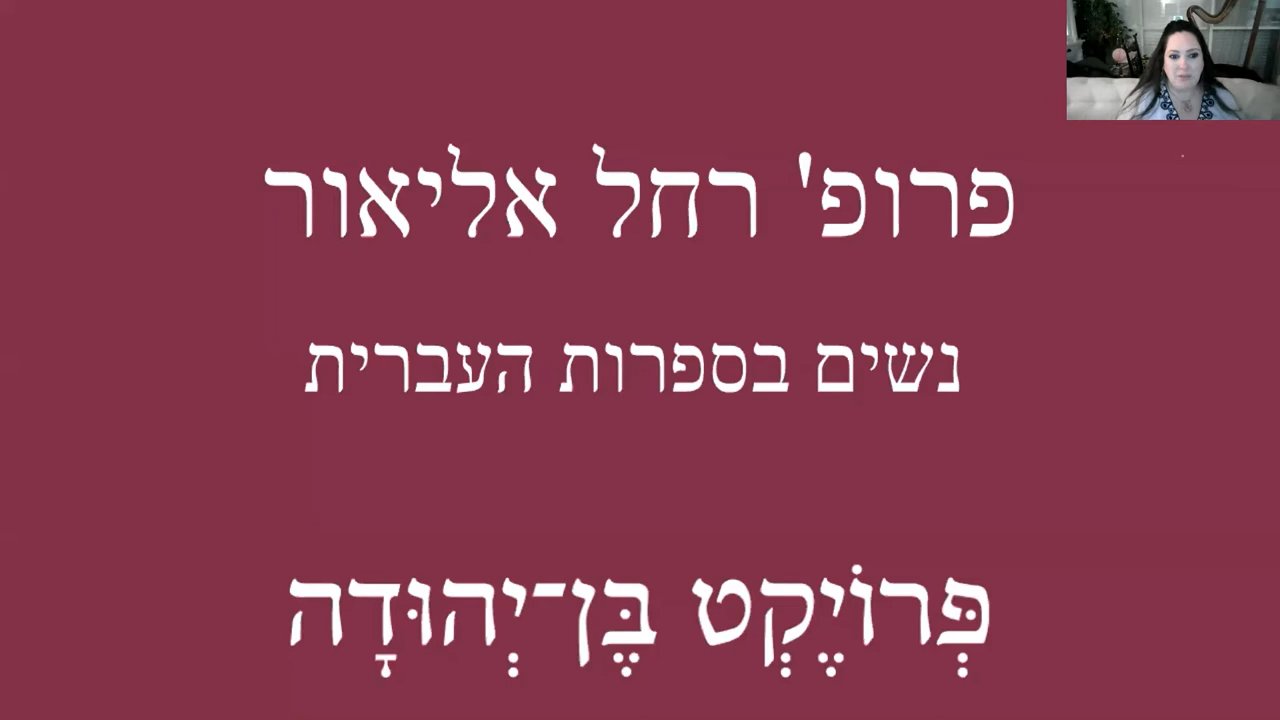 פרופ' רחל אליאור
נשים בספרות העברית
פְּרוֹיֶקְט בֶּן־יְהוּדָה